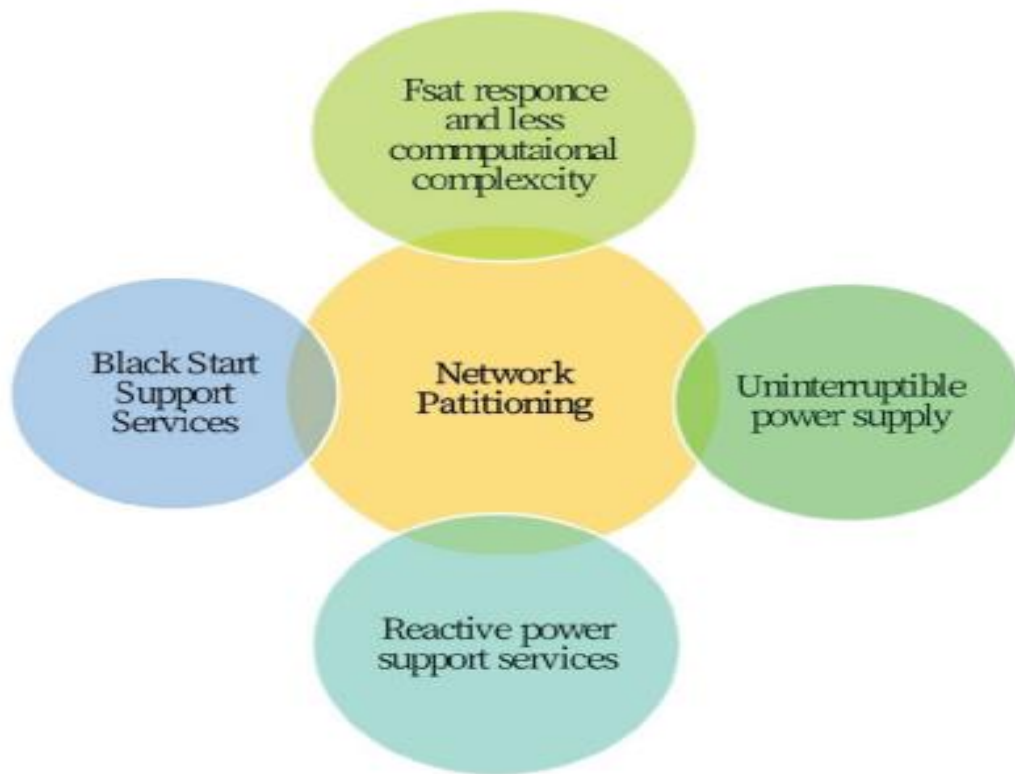 Fsat responce
and less
commputaional
complexcity
Black Start
Support
Services
Network
Patitioning
Uninterruptible
power supply
Reactive power
support services